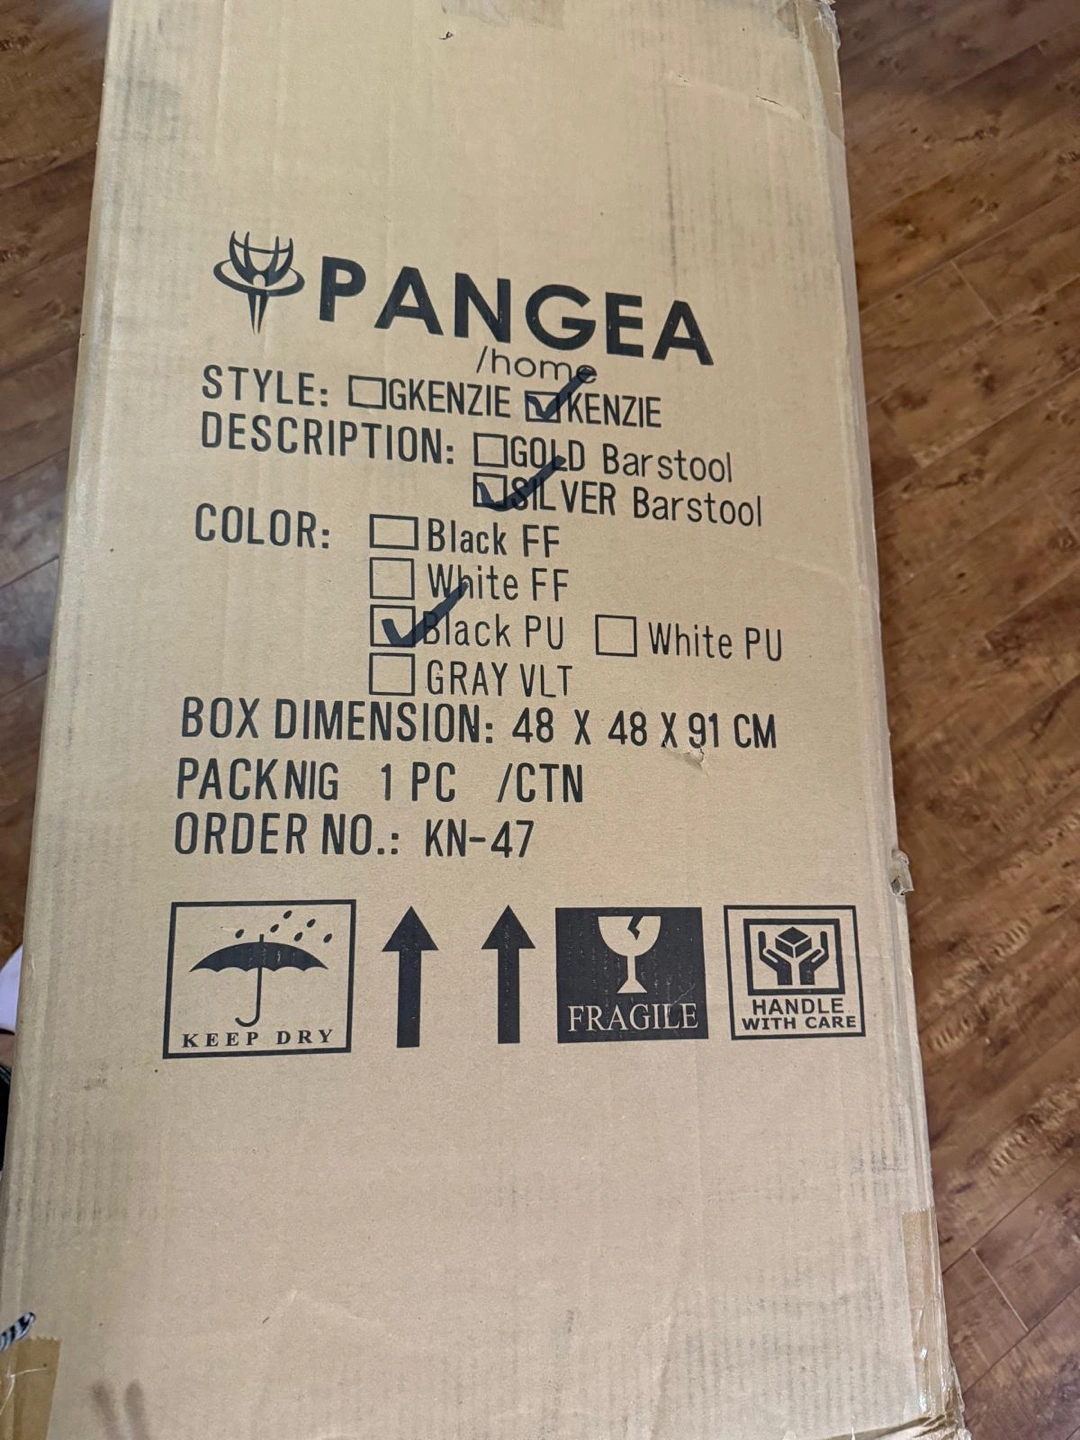 PANGEA
/home
STYLE: ☐GKENZIE ☑KENZIE
DESCRIPTION: ☐GOLD Barstool
☑SILVER Barstool
COLOR: ☐Black FF
☐White FF
☑Black PU ☐White PU
☐GRAY VLT
BOX DIMENSION: 48 X 48 X 91 CM
PACKNIG 1 PC /CTN
ORDER NO.: KN-47
KEEP DRY
FRAGILE
HANDLE
WITH CARE